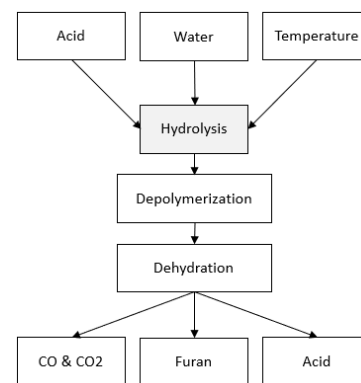 Acid
Water
Temperature
Hydrolysis
Depolymerization
Dehydration
CO & CO2
Furan
Acid